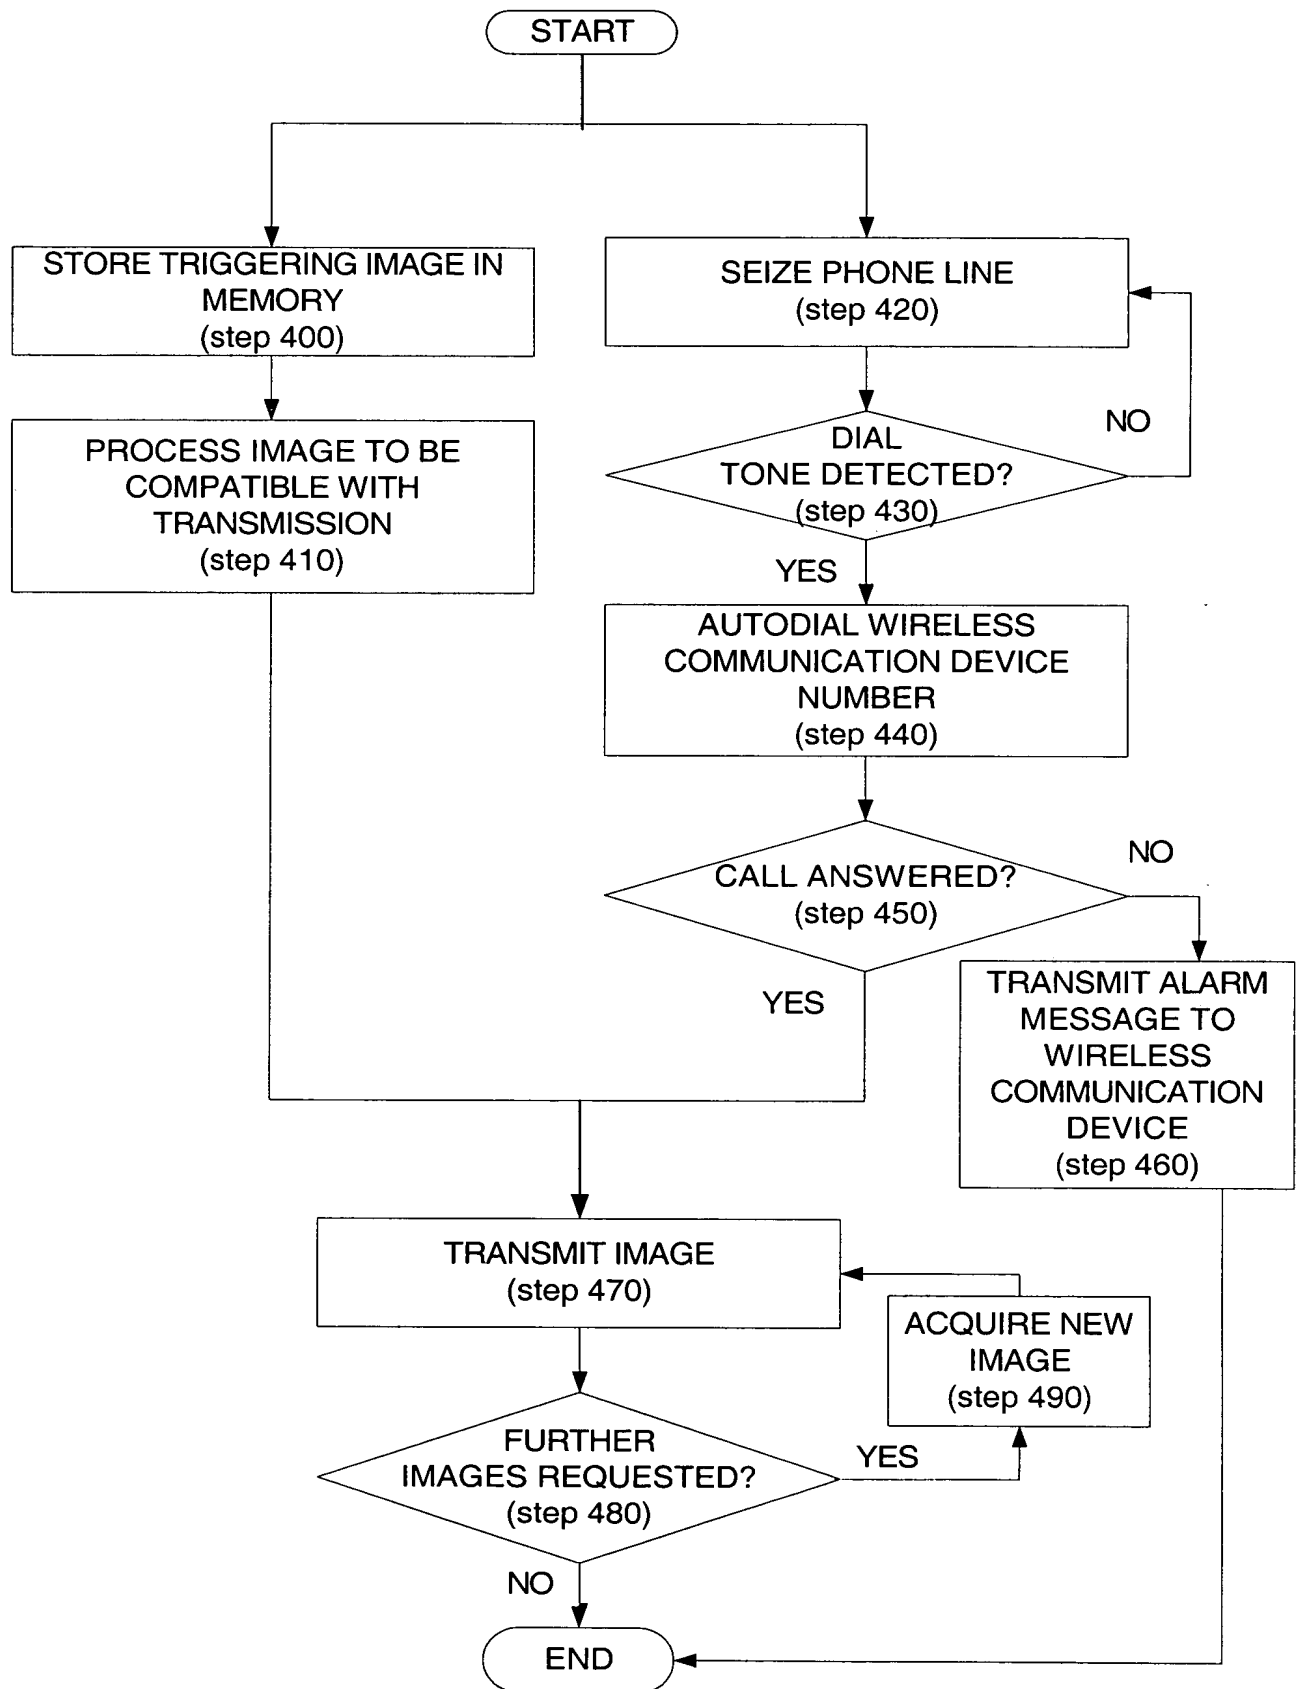 START
STORE TRIGGERING IMAGE IN
MEMORY
(step 400)
SEIZE PHONE LINE
(step 420)
PROCESS IMAGE TO BE
COMPATIBLE WITH
TRANSMISSION
(step 410)
DIAL
TONE DETECTED?
(step 430)
NO
YES
AUTODIAL WIRELESS
COMMUNICATION DEVICE
NUMBER
(step 440)
CALL ANSWERED?
(step 450)
NO
YES
TRANSMIT ALARM
MESSAGE TO
WIRELESS
COMMUNICATION
DEVICE
(step 460)
TRANSMIT IMAGE
(step 470)
ACQUIRE NEW
IMAGE
(step 490)
FURTHER
IMAGES REQUESTED?
(step 480)
YES
NO
END